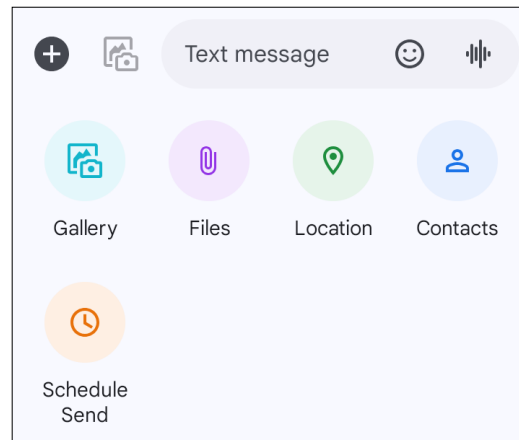 Text message
Gallery
Files
Location
Contacts
Schedule
Send